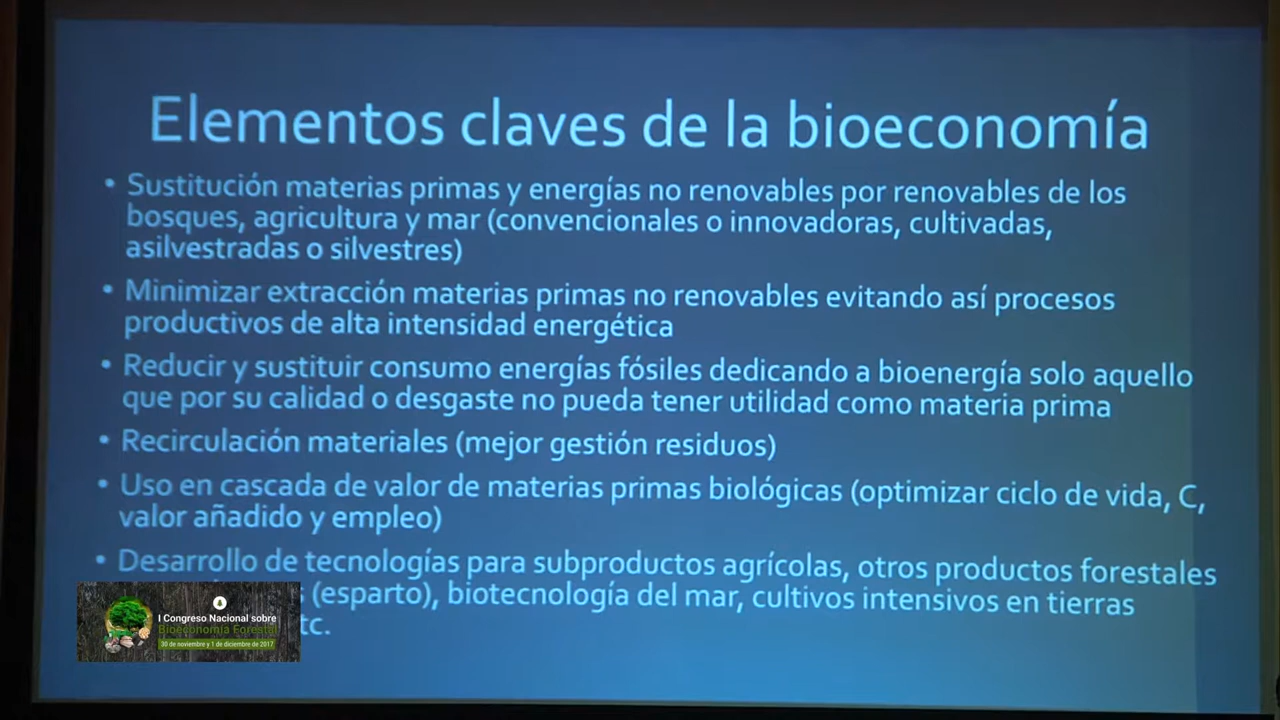 Elementos claves de la bioeconomía
• Sustitución materias primas y energías no renovables por renovables de los
bosques, agricultura y mar (convencionales o innovadoras, cultivadas,
asilvestradas o silvestres)
• Minimizar extracción materias primas no renovables evitando así procesos
productivos de alta intensidad energética
• Reducir y sustituir consumo energías fósiles dedicando a bioenergía solo aquello
que por su calidad o desgaste no pueda tener utilidad como materia prima
• Recirculación materiales (mejor gestión residuos)
• Uso en cascada de valor de materias primas biológicas (optimizar ciclo de vida, C,
valor añadido y empleo)
• Desarrollo de tecnologías para subproductos agrícolas, otros productos forestales
(esparto), biotecnología del mar, cultivos intensivos en tierras
tc.
I Congreso Nacional sobre
Bioeconomía Forestal
30 de noviembre y 1 de diciembre de 2017